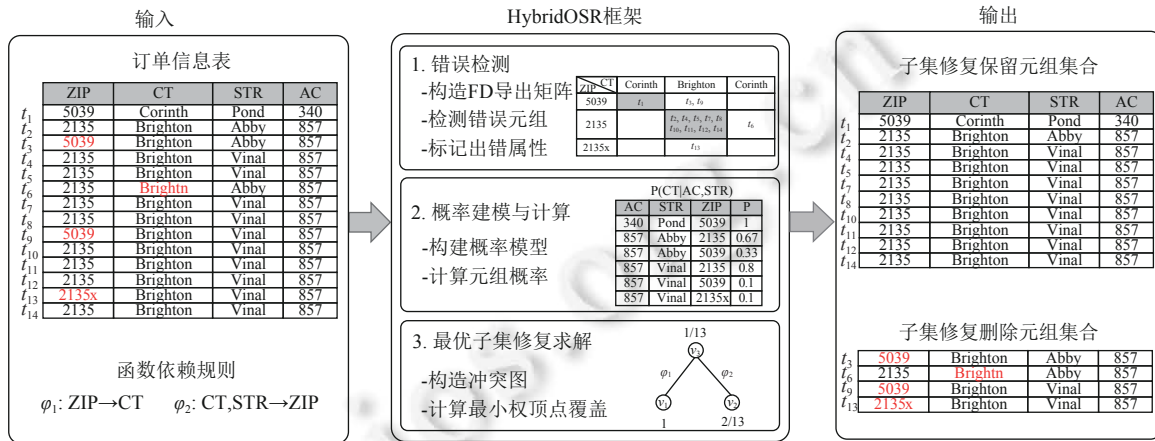 输入
订单信息表
ZIP CT STR AC
t1 5039 Corinth Pond 340
t2 2135 Brighton Abby 857
t3 5039 Brighton Abby 857
t4 2135 Brighton Vinal 857
t5 2135 Brighton Vinal 857
t6 2135 Brightn Abby 857
t7 2135 Brighton Vinal 857
t8 2135 Brighton Vinal 857
t9 5039 Brighton Vinal 857
t10 2135 Brighton Vinal 857
t11 2135 Brighton Vinal 857
t12 2135 Brighton Vinal 857
t13 2135x Brighton Vinal 857
t14 2135 Brighton Vinal 857
函数依赖规则
φ1: ZIP→CT φ2: CT,STR→ZIP
HybridOSR框架
1. 错误检测
-构造FD导出矩阵
-检测错误元组
-标记出错属性
ZIP CT Corinth Brighton Corinth
5039 t1 t3, t9
2135 t2, t4, t5, t7, t8 t6
t10, t11, t12, t14
2135x t13
2. 概率建模与计算
-构建概率模型
-计算元组概率
P(CT|AC,STR)
AC STR ZIP P
340 Pond 5039 1
857 Abby 2135 0.67
857 Abby 5039 0.33
857 Vinal 2135 0.8
857 Vinal 5039 0.1
857 Vinal 2135x 0.1
3. 最优子集修复求解
-构造冲突图
-计算最小权顶点覆盖
1/13
v3
φ1 φ2
v1 v2
1 2/13
输出
子集修复保留元组集合
ZIP CT STR AC
t1 5039 Corinth Pond 340
t2 2135 Brighton Abby 857
t4 2135 Brighton Vinal 857
t5 2135 Brighton Vinal 857
t7 2135 Brighton Vinal 857
t8 2135 Brighton Vinal 857
t10 2135 Brighton Vinal 857
t11 2135 Brighton Vinal 857
t12 2135 Brighton Vinal 857
t14 2135 Brighton Vinal 857
子集修复删除元组集合
t3 5039 Brighton Abby 857
t6 2135 Brightn Abby 857
t9 5039 Brighton Vinal 857
t13 2135x Brighton Vinal 857